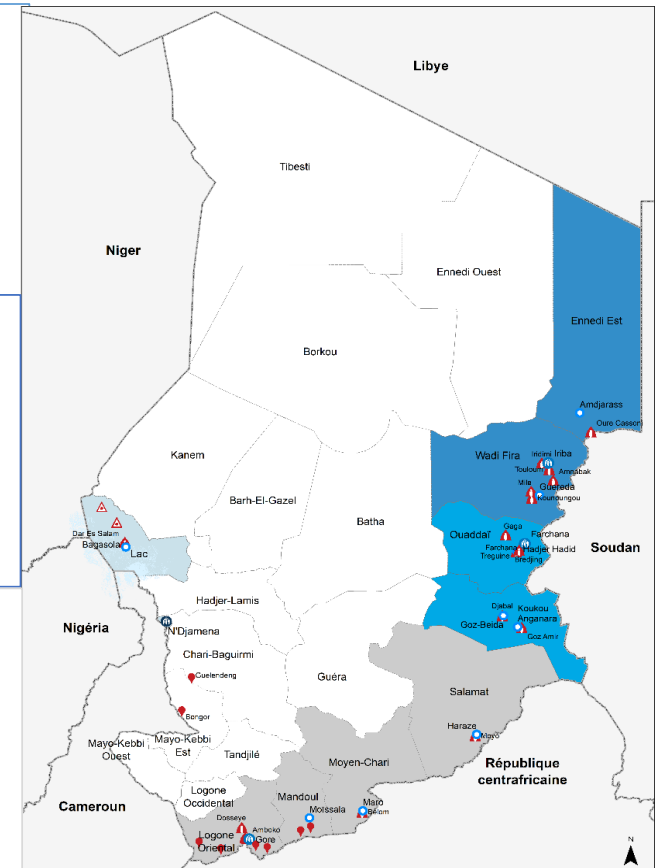 Libye
Tibesti
Niger
Ennedi Ouest
Ennedi Est
Borkou
Amdjarass
Oure Cassoni
Kanem
Wadi Fira
Iridimi
Iriba
Touloum
Amnabak
Barh-El-Gazel
Mile
Guereda
Kounoungou
Batha
Dar Es Salam
Bagasola
Lac
Ouaddaï
Gaga
Farchana
Farchana
Hadjer Hadid
Treguine
Bredjing
Soudan
Hadjer-Lamis
Nigéria
N'Djamena
Djabal
Koukou
Anganara
Goz-Beida
Goz Amir
Chari-Baguirmi
Guelendeng
Guéra
Salamat
Bongor
Haraze
Moyo
Mayo-Kebbi
Ouest
Mayo-Kebbi
Est
Tandjilé
Moyen-Chari
République
centrafricaine
Logone
Occidental
Mandoul
Cameroun
Moissala
Maro
Belom
Dosseye
Amboko
Gore
Logone
Oriental
N